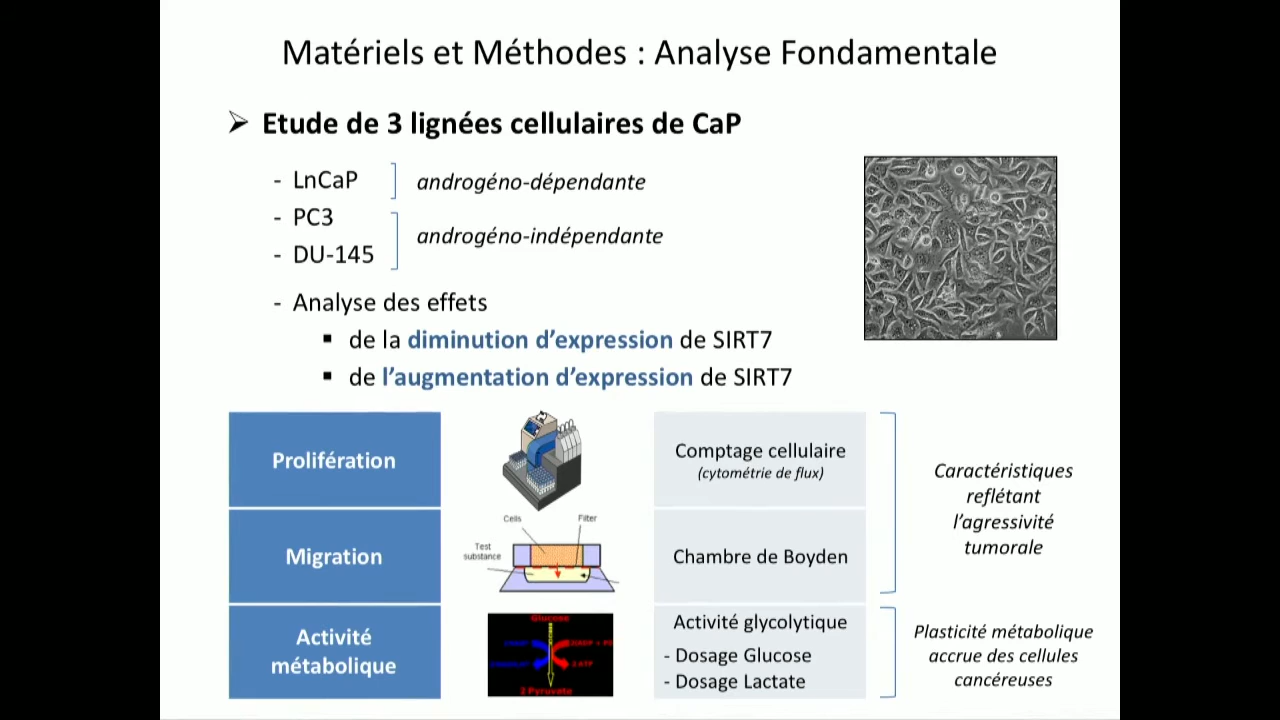 Matériels et Méthodes : Analyse Fondamentale
➢ Etude de 3 lignées cellulaires de CaP
- LnCaP
androgéno-dépendante
- PC3
- DU-145
androgéno-indépendante
- Analyse des effets
▪ de la diminution d’expression de SIRT7
▪ de l’augmentation d’expression de SIRT7
Prolifération
Comptage cellulaire
(cytométrie de flux)
Caractéristiques
reflétant
l’agressivité
tumorale
Migration
Cells
Filter
Test
substance
Chambre de Boyden
Activité
métabolique
Glucose
2 ATP
2 Pyruvate
Activité glycolytique
- Dosage Glucose
- Dosage Lactate
Plasticité métabolique
accrue des cellules
cancéreuses